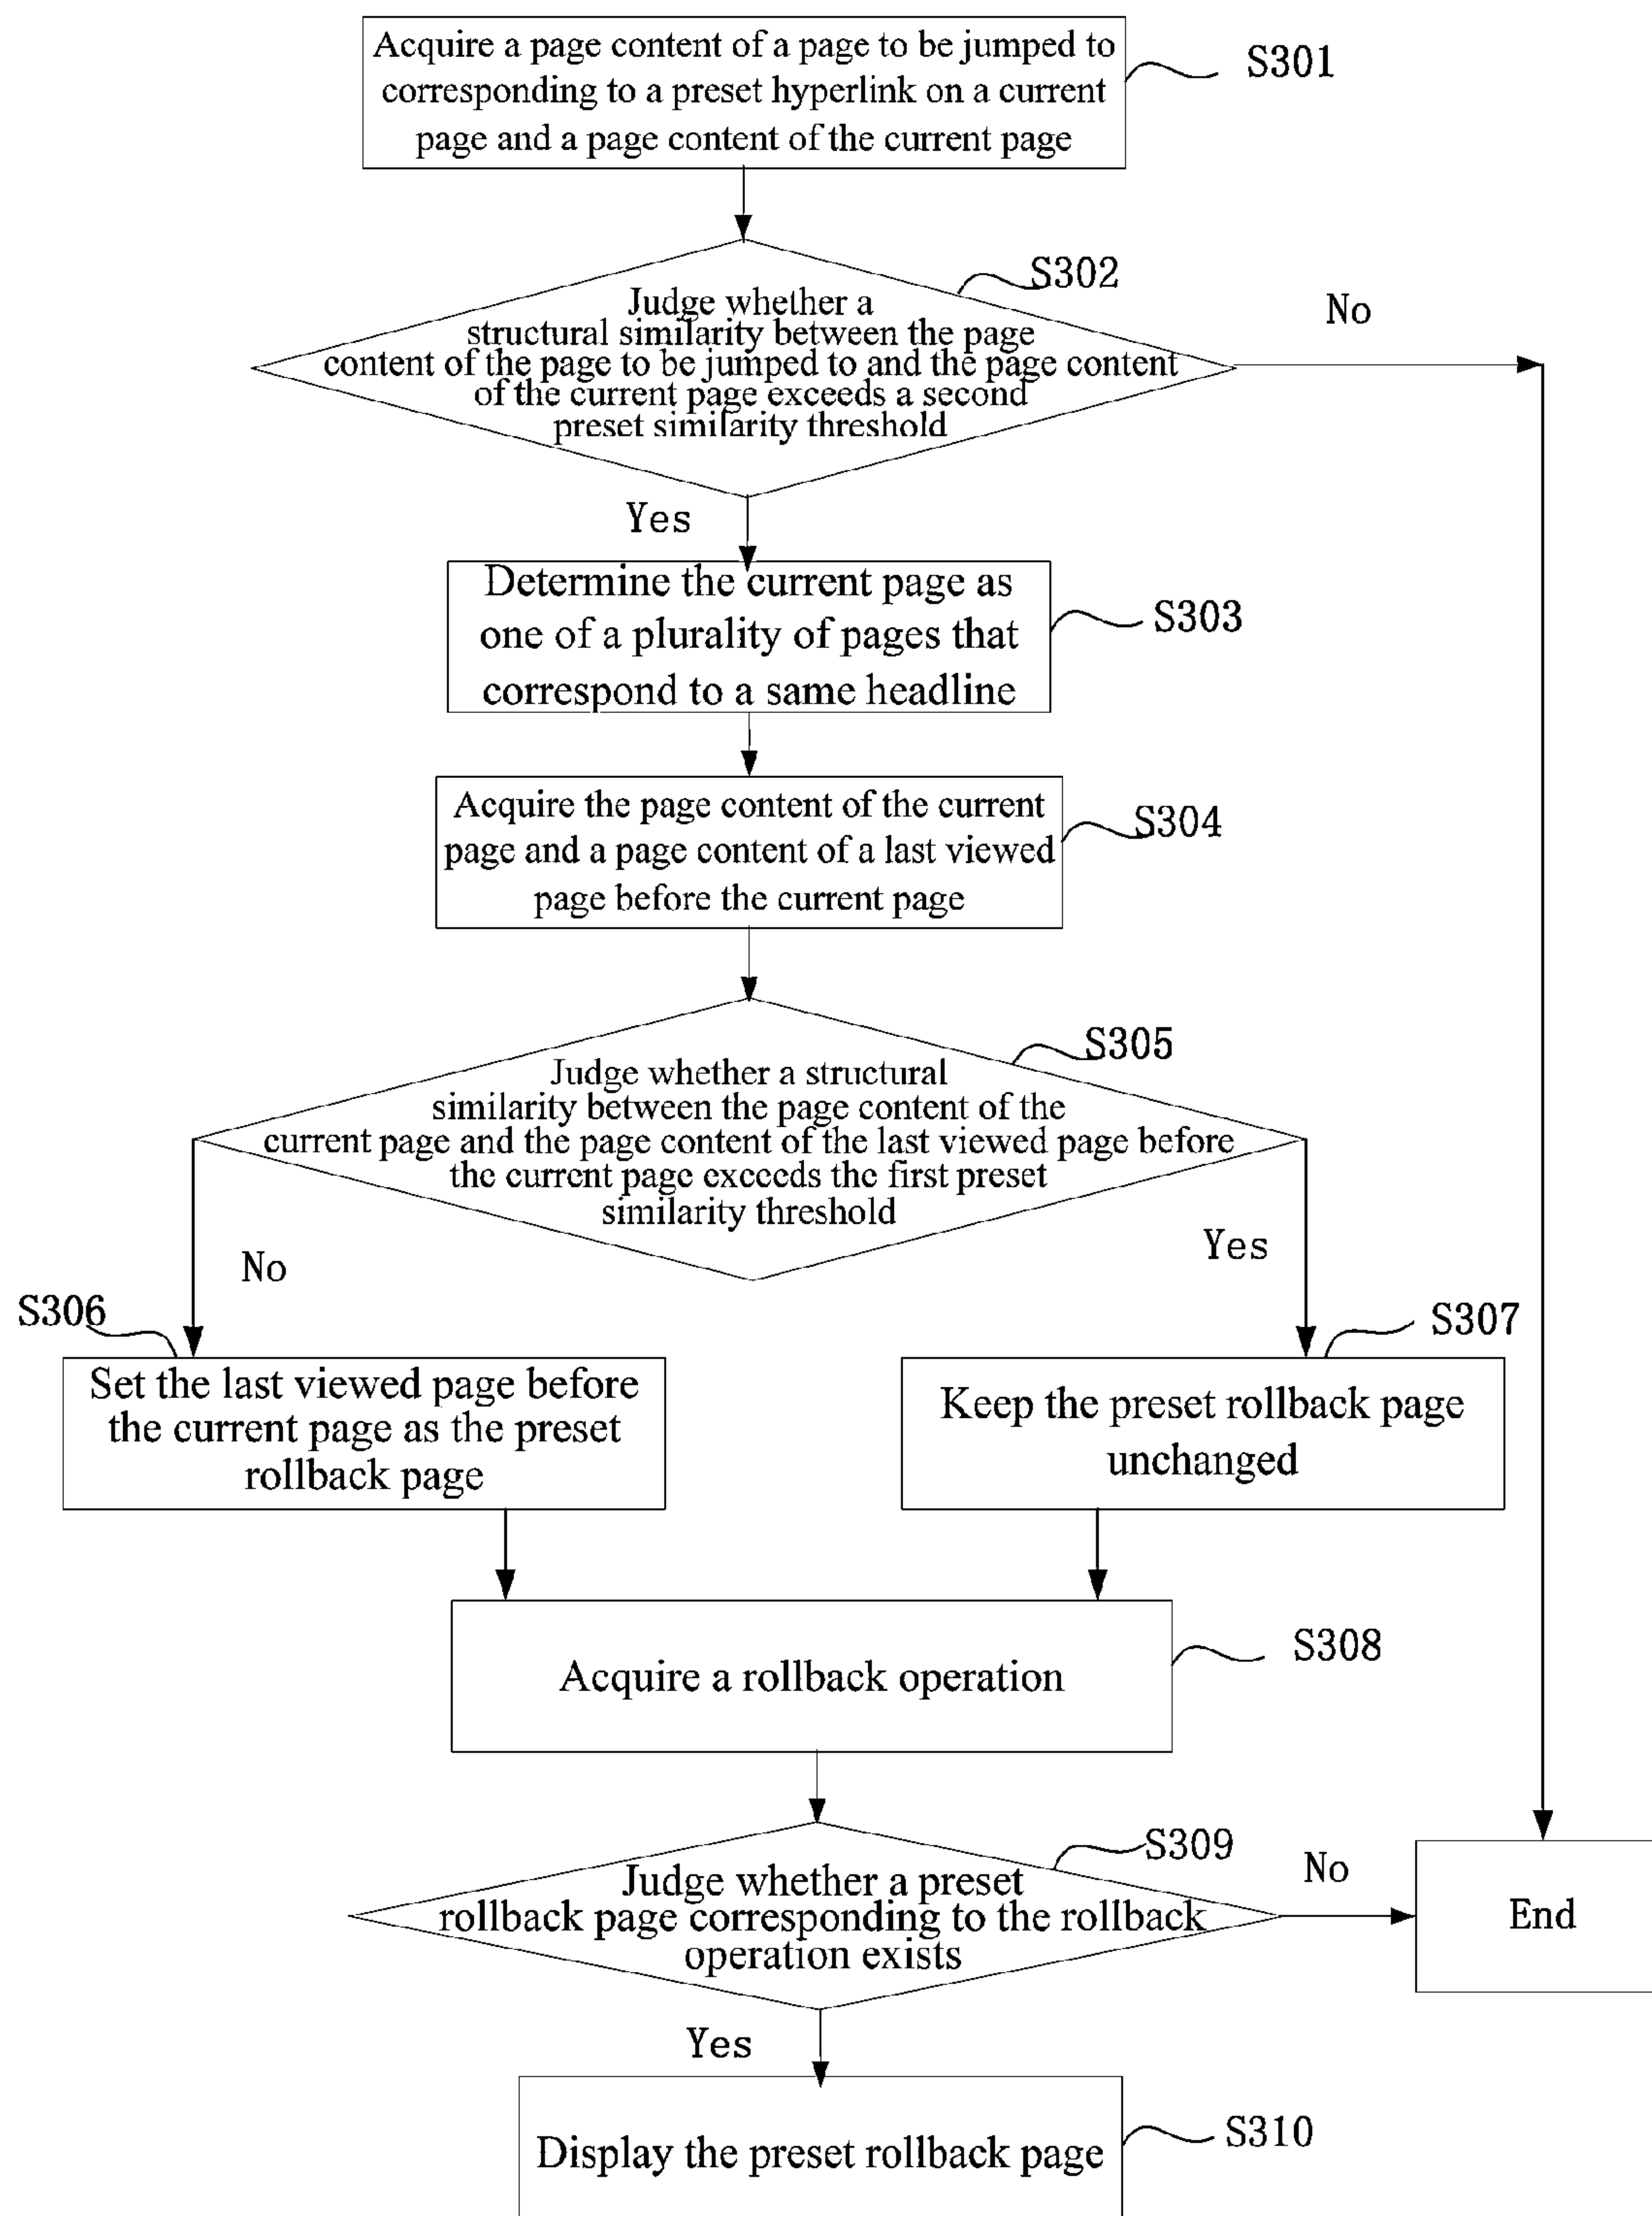 Acquire a page content of a page to be jumped to
corresponding to a preset hyperlink on a current
page and a page content of the current page
S301
S302
Judge whether a
structural similarity between the page
content of the page to be jumped to and the page content
of the current page exceeds a second
preset similarity threshold
No
Yes
Determine the current page as
one of a plurality of pages that
correspond to a same headline
S303
Acquire the page content of the current
page and a page content of a last viewed
page before the current page
S304
S305
Judge whether a structural
similarity between the page content of the
current page and the page content of the last viewed page before
the current page exceeds the first preset
similarity threshold
No
Yes
S306
Set the last viewed page before
the current page as the preset
rollback page
S307
Keep the preset rollback page
unchanged
Acquire a rollback operation
S308
S309
Judge whether a preset
rollback page corresponding to the rollback
operation exists
No
End
Yes
Display the preset rollback page
S310